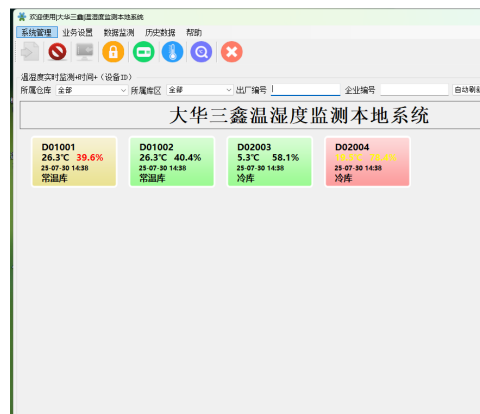 欢迎使用|大华三鑫|温湿度监测本地系统
系统管理 业务设置 数据监测 历史数据 帮助
温湿度实时监测+时间+（设备ID）
所属仓库 全部 所属库区 全部 出厂编号 企业编号 自动刷新
大华三鑫温湿度监测本地系统
D01001
26.3℃ 39.6%
25-07-30 14:38
常温库
D01002
26.3℃ 40.4%
25-07-30 14:38
常温库
D02003
5.3℃ 58.1%
25-07-30 14:38
冷库
D02004
25-07-30 14:38
冷库